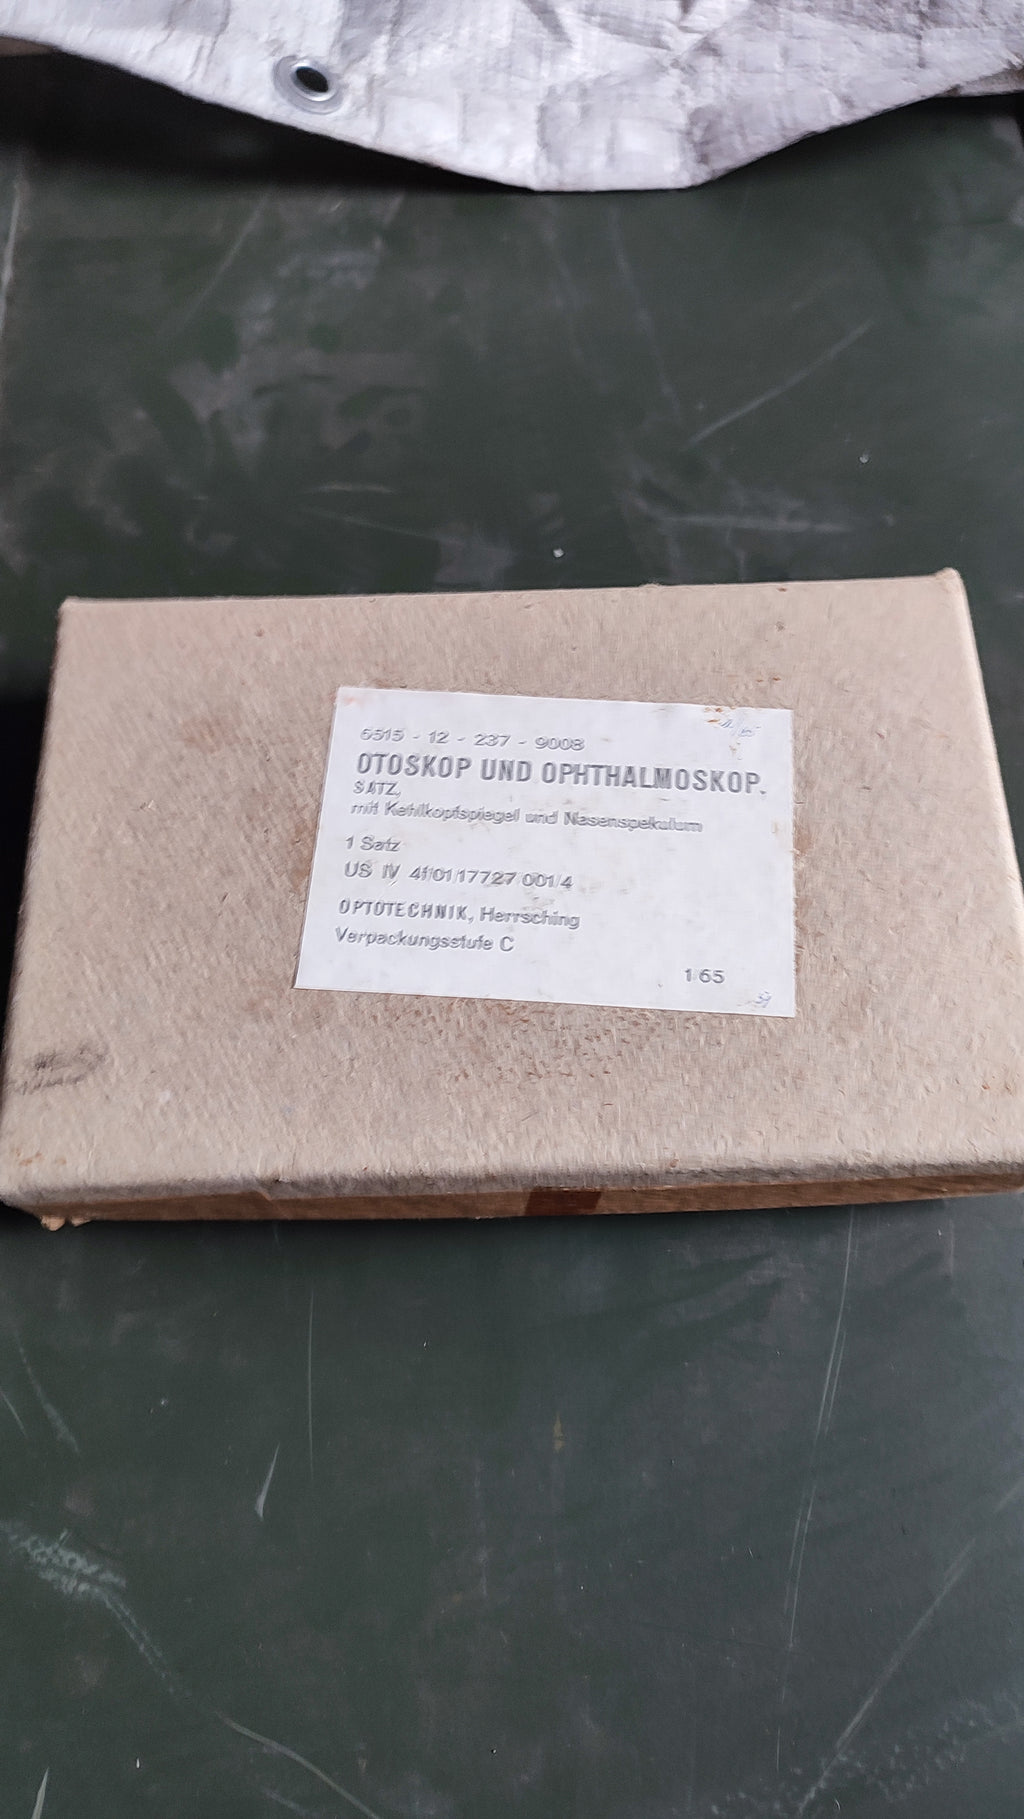 6515 - 12 - 237 - 9008
OTOSKOP UND OPHTHALMOSKOP.
SATZ,
mit Kehlkopfspiegel und Nasenspekulum
1 Satz
US IV 41/01/17727/001/4
OPTOTECHNIK, Herrsching
Verpackungsstufe C
1/65